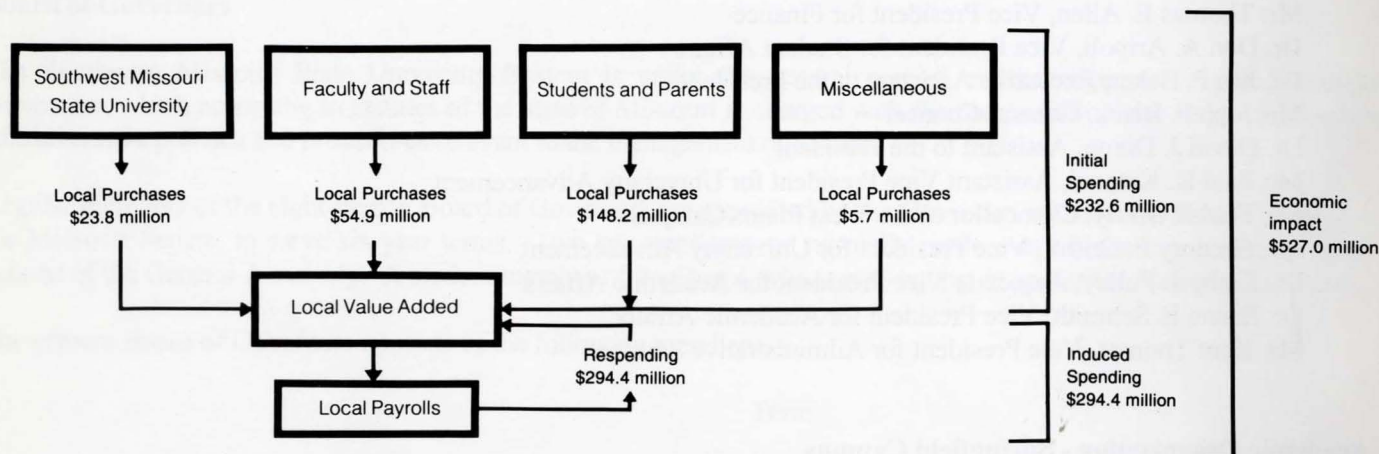 Southwest Missouri
State University
Faculty and Staff
Students and Parents
Miscellaneous
Local Purchases
$23.8 million
Local Purchases
$54.9 million
Local Purchases
$148.2 million
Local Purchases
$5.7 million
Initial
Spending
$232.6 million
Economic
impact
$527.0 million
Local Value Added
Respending
$294.4 million
Induced
Spending
$294.4 million
Local Payrolls